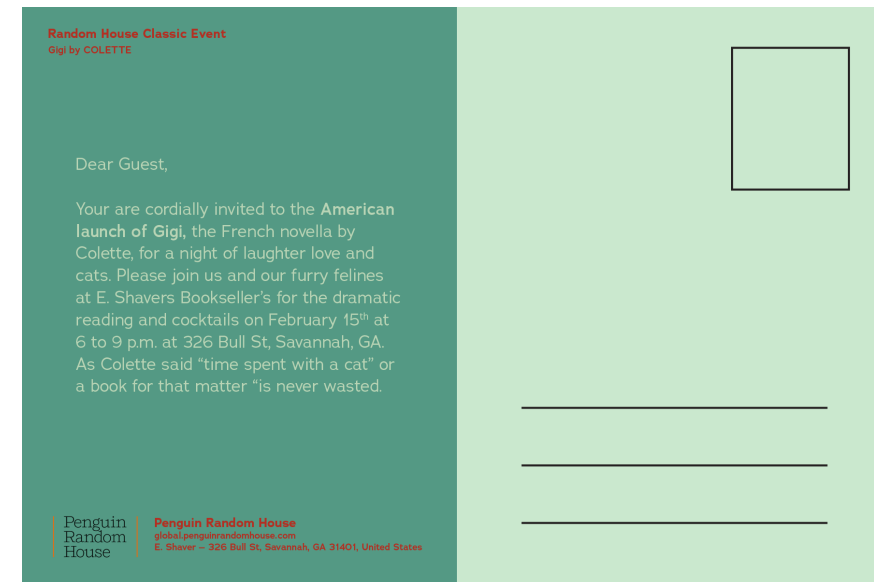 Random House Classic Event
Gigi by COLETTE
Dear Guest,
Your are cordially invited to the American
launch of Gigi, the French novella by
Colette, for a night of laughter love and
cats. Please join us and our furry felines
at E. Shavers Bookseller's for the dramatic
reading and cocktails on February 15th at
6 to 9 p.m. at 326 Bull St, Savannah, GA.
As Colette said “time spent with a cat” or
a book for that matter “is never wasted.
Penguin
Random
House
Penguin Random House
global.penguinrandomhouse.com
E. Shaver – 326 Bull St, Savannah, GA 31401, United States